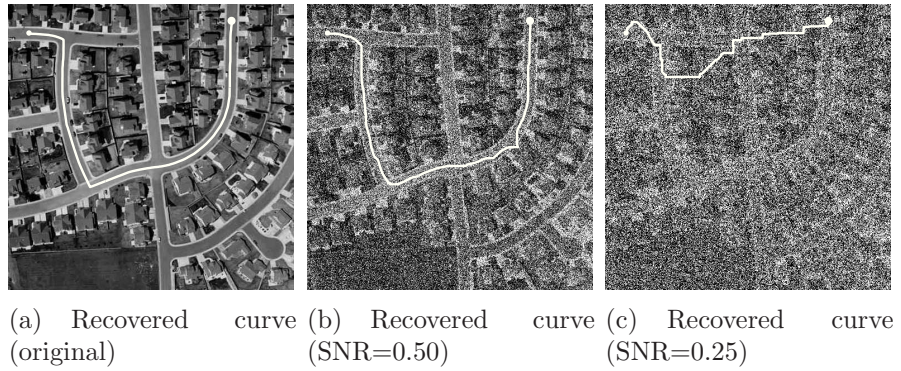 (a) Recovered curve
(original)
(b) Recovered curve
(SNR=0.50)
(c) Recovered curve
(SNR=0.25)